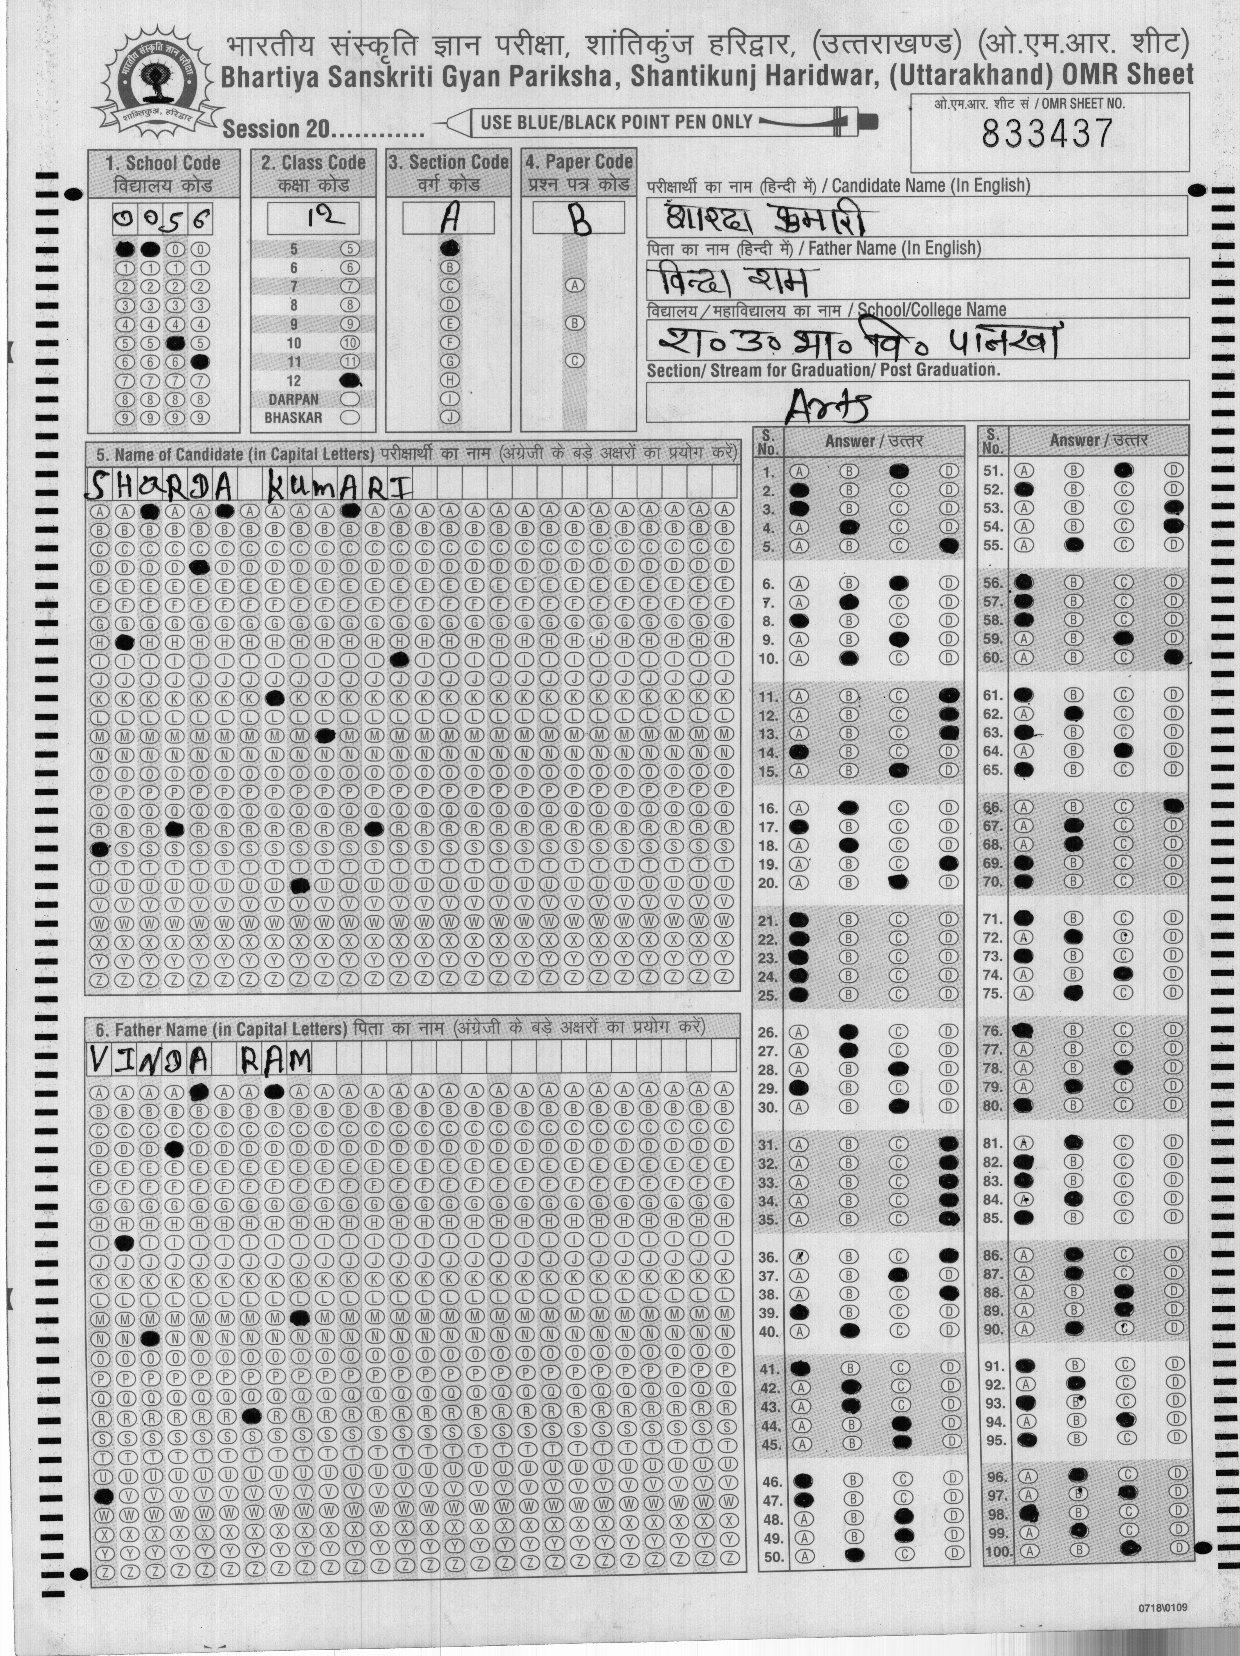 भारतीय संस्कृति ज्ञान परीक्षा, शांतिकुंज हरिद्वार, (उत्तराखण्ड) (ओ.एम.आर. शीट)
Bhartiya Sanskriti Gyan Pariksha, Shantikunj Haridwar, (Uttarakhand) OMR Sheet
Session 20............
USE BLUE/BLACK POINT PEN ONLY
ओ.एम.आर. शीट सं / OMR SHEET NO.
833437
1. School Code
विद्यालय कोड
0056
2. Class Code
कक्षा कोड
12
5
6
7
8
9
10
11
12
DARPAN
BHASKAR
3. Section Code
वर्ग कोड
A
4. Paper Code
प्रश्न पत्र कोड
B
परीक्षार्थी का नाम (हिन्दी में) / Candidate Name (In English)
शारदा कुमारी
पिता का नाम (हिन्दी में) / Father Name (In English)
विन्दा राम
विद्यालय / महाविद्यालय का नाम / School/College Name
रा० उ० मा० वि० पनिखा
Section/ Stream for Graduation/ Post Graduation.
Arts
5. Name of Candidate (in Capital Letters) परीक्षार्थी का नाम (अंग्रेजी के बड़े अक्षरों का प्रयोग करें)
SHaRDA KumARI
6. Father Name (in Capital Letters) पिता का नाम (अंग्रेजी के बड़े अक्षरों का प्रयोग करें)
VINDA RAM
S. No. Answer / उत्तर
S. No. Answer / उत्तर
0718\0109